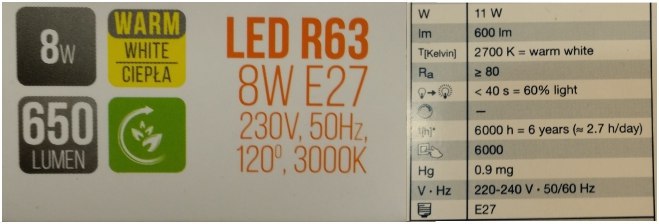 8W
WARM
WHITE
CIEPŁA
650
LUMEN
LED R63
8W E27
230V, 50Hz,
120⁰, 3000K
W 11 W
lm 600 lm
T[Kelvin] 2700 K = warm white
Ra ≥ 80
< 40 s = 60% light
—
t[h]* 6000 h = 6 years (≈ 2.7 h/day)
6000
Hg 0.9 mg
V · Hz 220-240 V · 50/60 Hz
E27